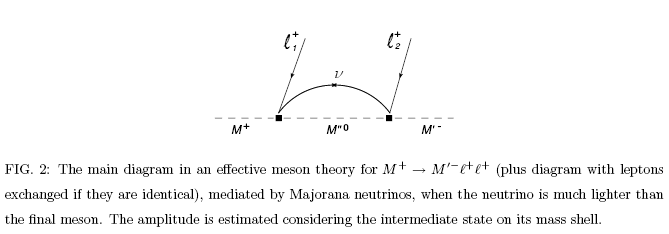 ℓ₁⁺ ℓ₂⁺
ν
M⁺ M″⁰ M′⁻
FIG. 2: The main diagram in an effective meson theory for M⁺ → M′⁻ℓ⁺ℓ⁺ (plus diagram with leptons
exchanged if they are identical), mediated by Majorana neutrinos, when the neutrino is much lighter than
the final meson. The amplitude is estimated considering the intermediate state on its mass shell.